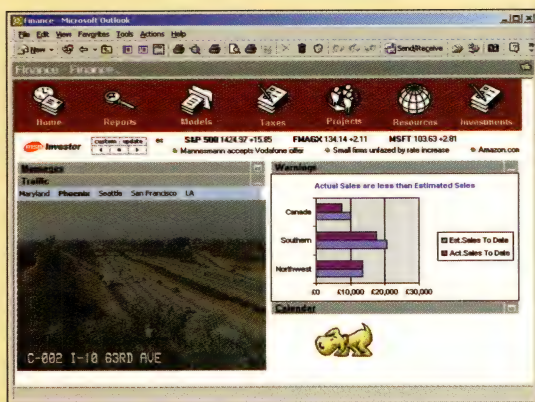 Finance - Microsoft Outlook
File Edit View Favorites Tools Actions Help
New Send/Receive
Finance Finance
Home Reports Models Taxes Projects Resources Investments
msn Investor custom update S&P 500 1424.97 +15.85 FMAGX 134.14 +2.11 MSFT 103.63 +2.81
Mannesmann accepts Vodafone offer Small firms unfazed by rate increase Amazon.con
Messages
Traffic
Maryland Phoenix Seattle San Francisco LA
C-002 I-10 63RD AVE
Warnings
Actual Sales are less than Estimated Sales
Canada
Southern
Northwest
Est.Sales To Date
Act.Sales To Date
£0 £10,000 £20,000 £30,000
Calendar